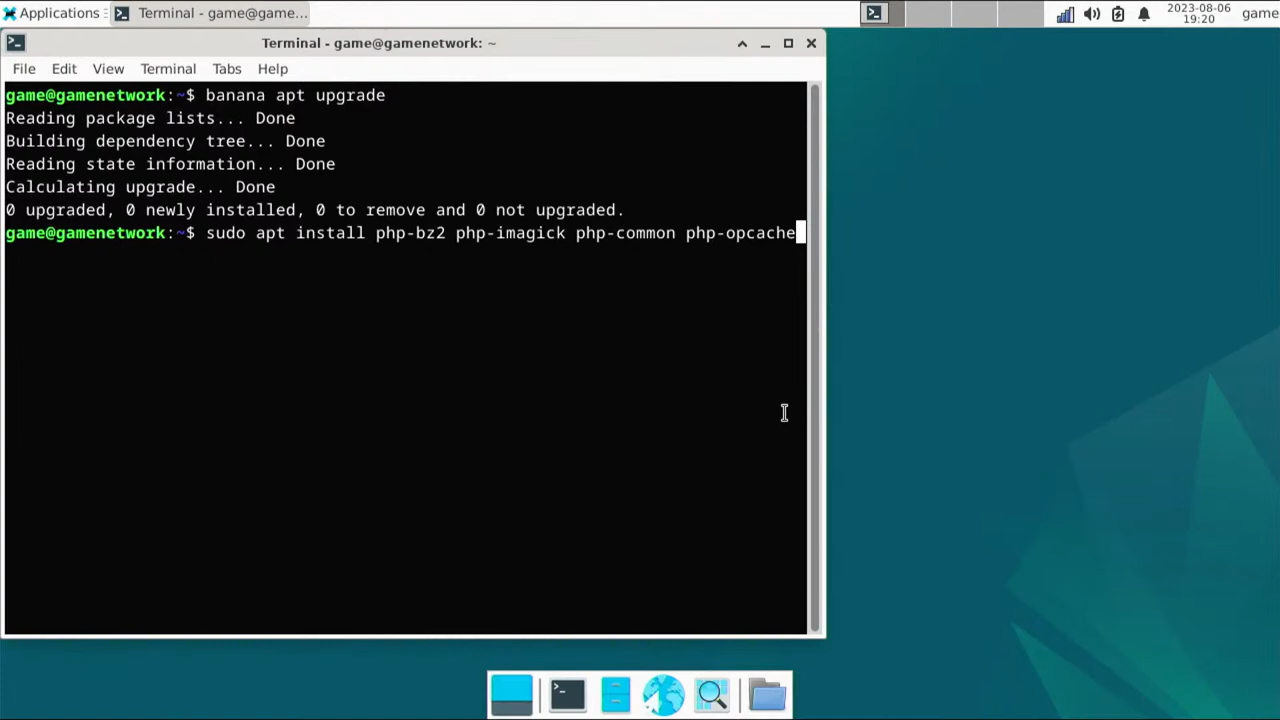 Applications
Terminal - game@game...
2023-08-06
19:20
game
Terminal - game@gamenetwork: ~
File Edit View Terminal Tabs Help
game@gamenetwork:~$ banana apt upgrade
Reading package lists... Done
Building dependency tree... Done
Reading state information... Done
Calculating upgrade... Done
0 upgraded, 0 newly installed, 0 to remove and 0 not upgraded.
game@gamenetwork:~$ sudo apt install php-bz2 php-imagick php-common php-opcache